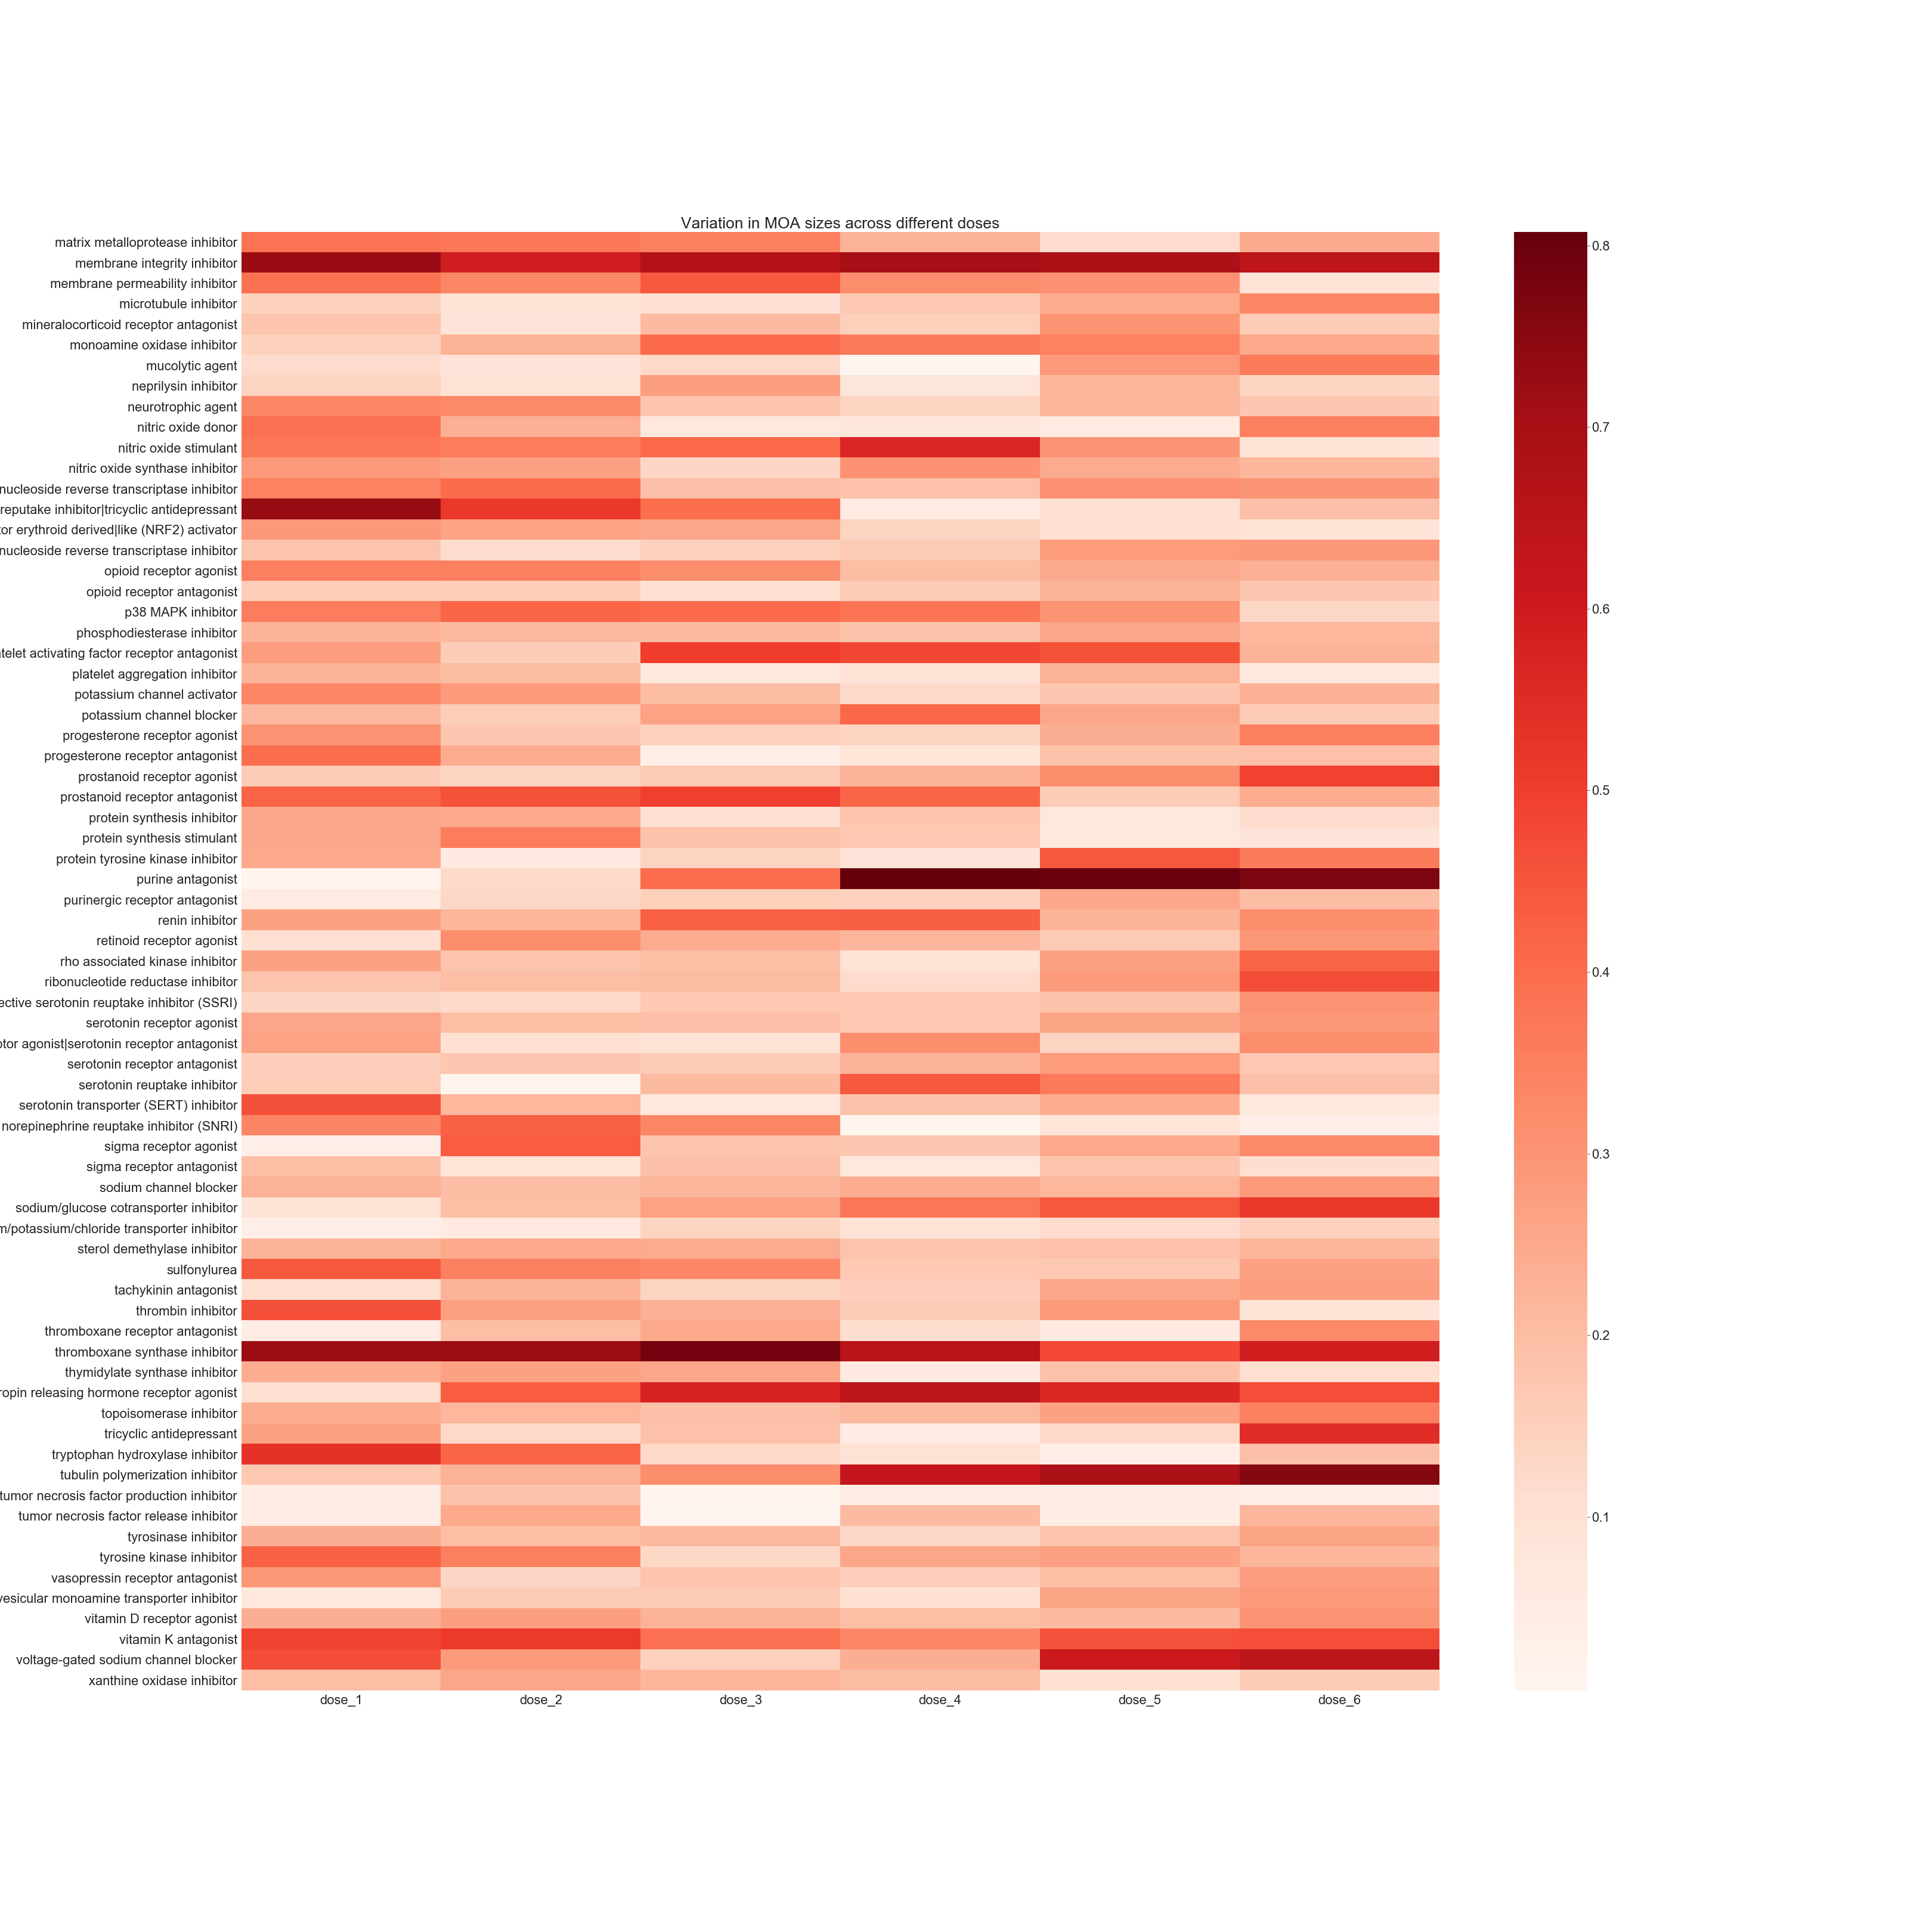 Variation in MOA sizes across different doses
matrix metalloprotease inhibitor
membrane integrity inhibitor
membrane permeability inhibitor
microtubule inhibitor
mineralocorticoid receptor antagonist
monoamine oxidase inhibitor
mucolytic agent
neprilysin inhibitor
neurotrophic agent
nitric oxide donor
nitric oxide stimulant
nitric oxide synthase inhibitor
nucleoside reverse transcriptase inhibitor
reputake inhibitor|tricyclic antidepressant
tor erythroid derived|like (NRF2) activator
nucleoside reverse transcriptase inhibitor
opioid receptor agonist
opioid receptor antagonist
p38 MAPK inhibitor
phosphodiesterase inhibitor
telet activating factor receptor antagonist
platelet aggregation inhibitor
potassium channel activator
potassium channel blocker
progesterone receptor agonist
progesterone receptor antagonist
prostanoid receptor agonist
prostanoid receptor antagonist
protein synthesis inhibitor
protein synthesis stimulant
protein tyrosine kinase inhibitor
purine antagonist
purinergic receptor antagonist
renin inhibitor
retinoid receptor agonist
rho associated kinase inhibitor
ribonucleotide reductase inhibitor
ective serotonin reuptake inhibitor (SSRI)
serotonin receptor agonist
ptor agonist|serotonin receptor antagonist
serotonin receptor antagonist
serotonin reuptake inhibitor
serotonin transporter (SERT) inhibitor
norepinephrine reuptake inhibitor (SNRI)
sigma receptor agonist
sigma receptor antagonist
sodium channel blocker
sodium/glucose cotransporter inhibitor
m/potassium/chloride transporter inhibitor
sterol demethylase inhibitor
sulfonylurea
tachykinin antagonist
thrombin inhibitor
thromboxane receptor antagonist
thromboxane synthase inhibitor
thymidylate synthase inhibitor
ropin releasing hormone receptor agonist
topoisomerase inhibitor
tricyclic antidepressant
tryptophan hydroxylase inhibitor
tubulin polymerization inhibitor
tumor necrosis factor production inhibitor
tumor necrosis factor release inhibitor
tyrosinase inhibitor
tyrosine kinase inhibitor
vasopressin receptor antagonist
vesicular monoamine transporter inhibitor
vitamin D receptor agonist
vitamin K antagonist
voltage-gated sodium channel blocker
xanthine oxidase inhibitor
dose_1 dose_2 dose_3 dose_4 dose_5 dose_6
0.8
0.7
0.6
0.5
0.4
0.3
0.2
0.1